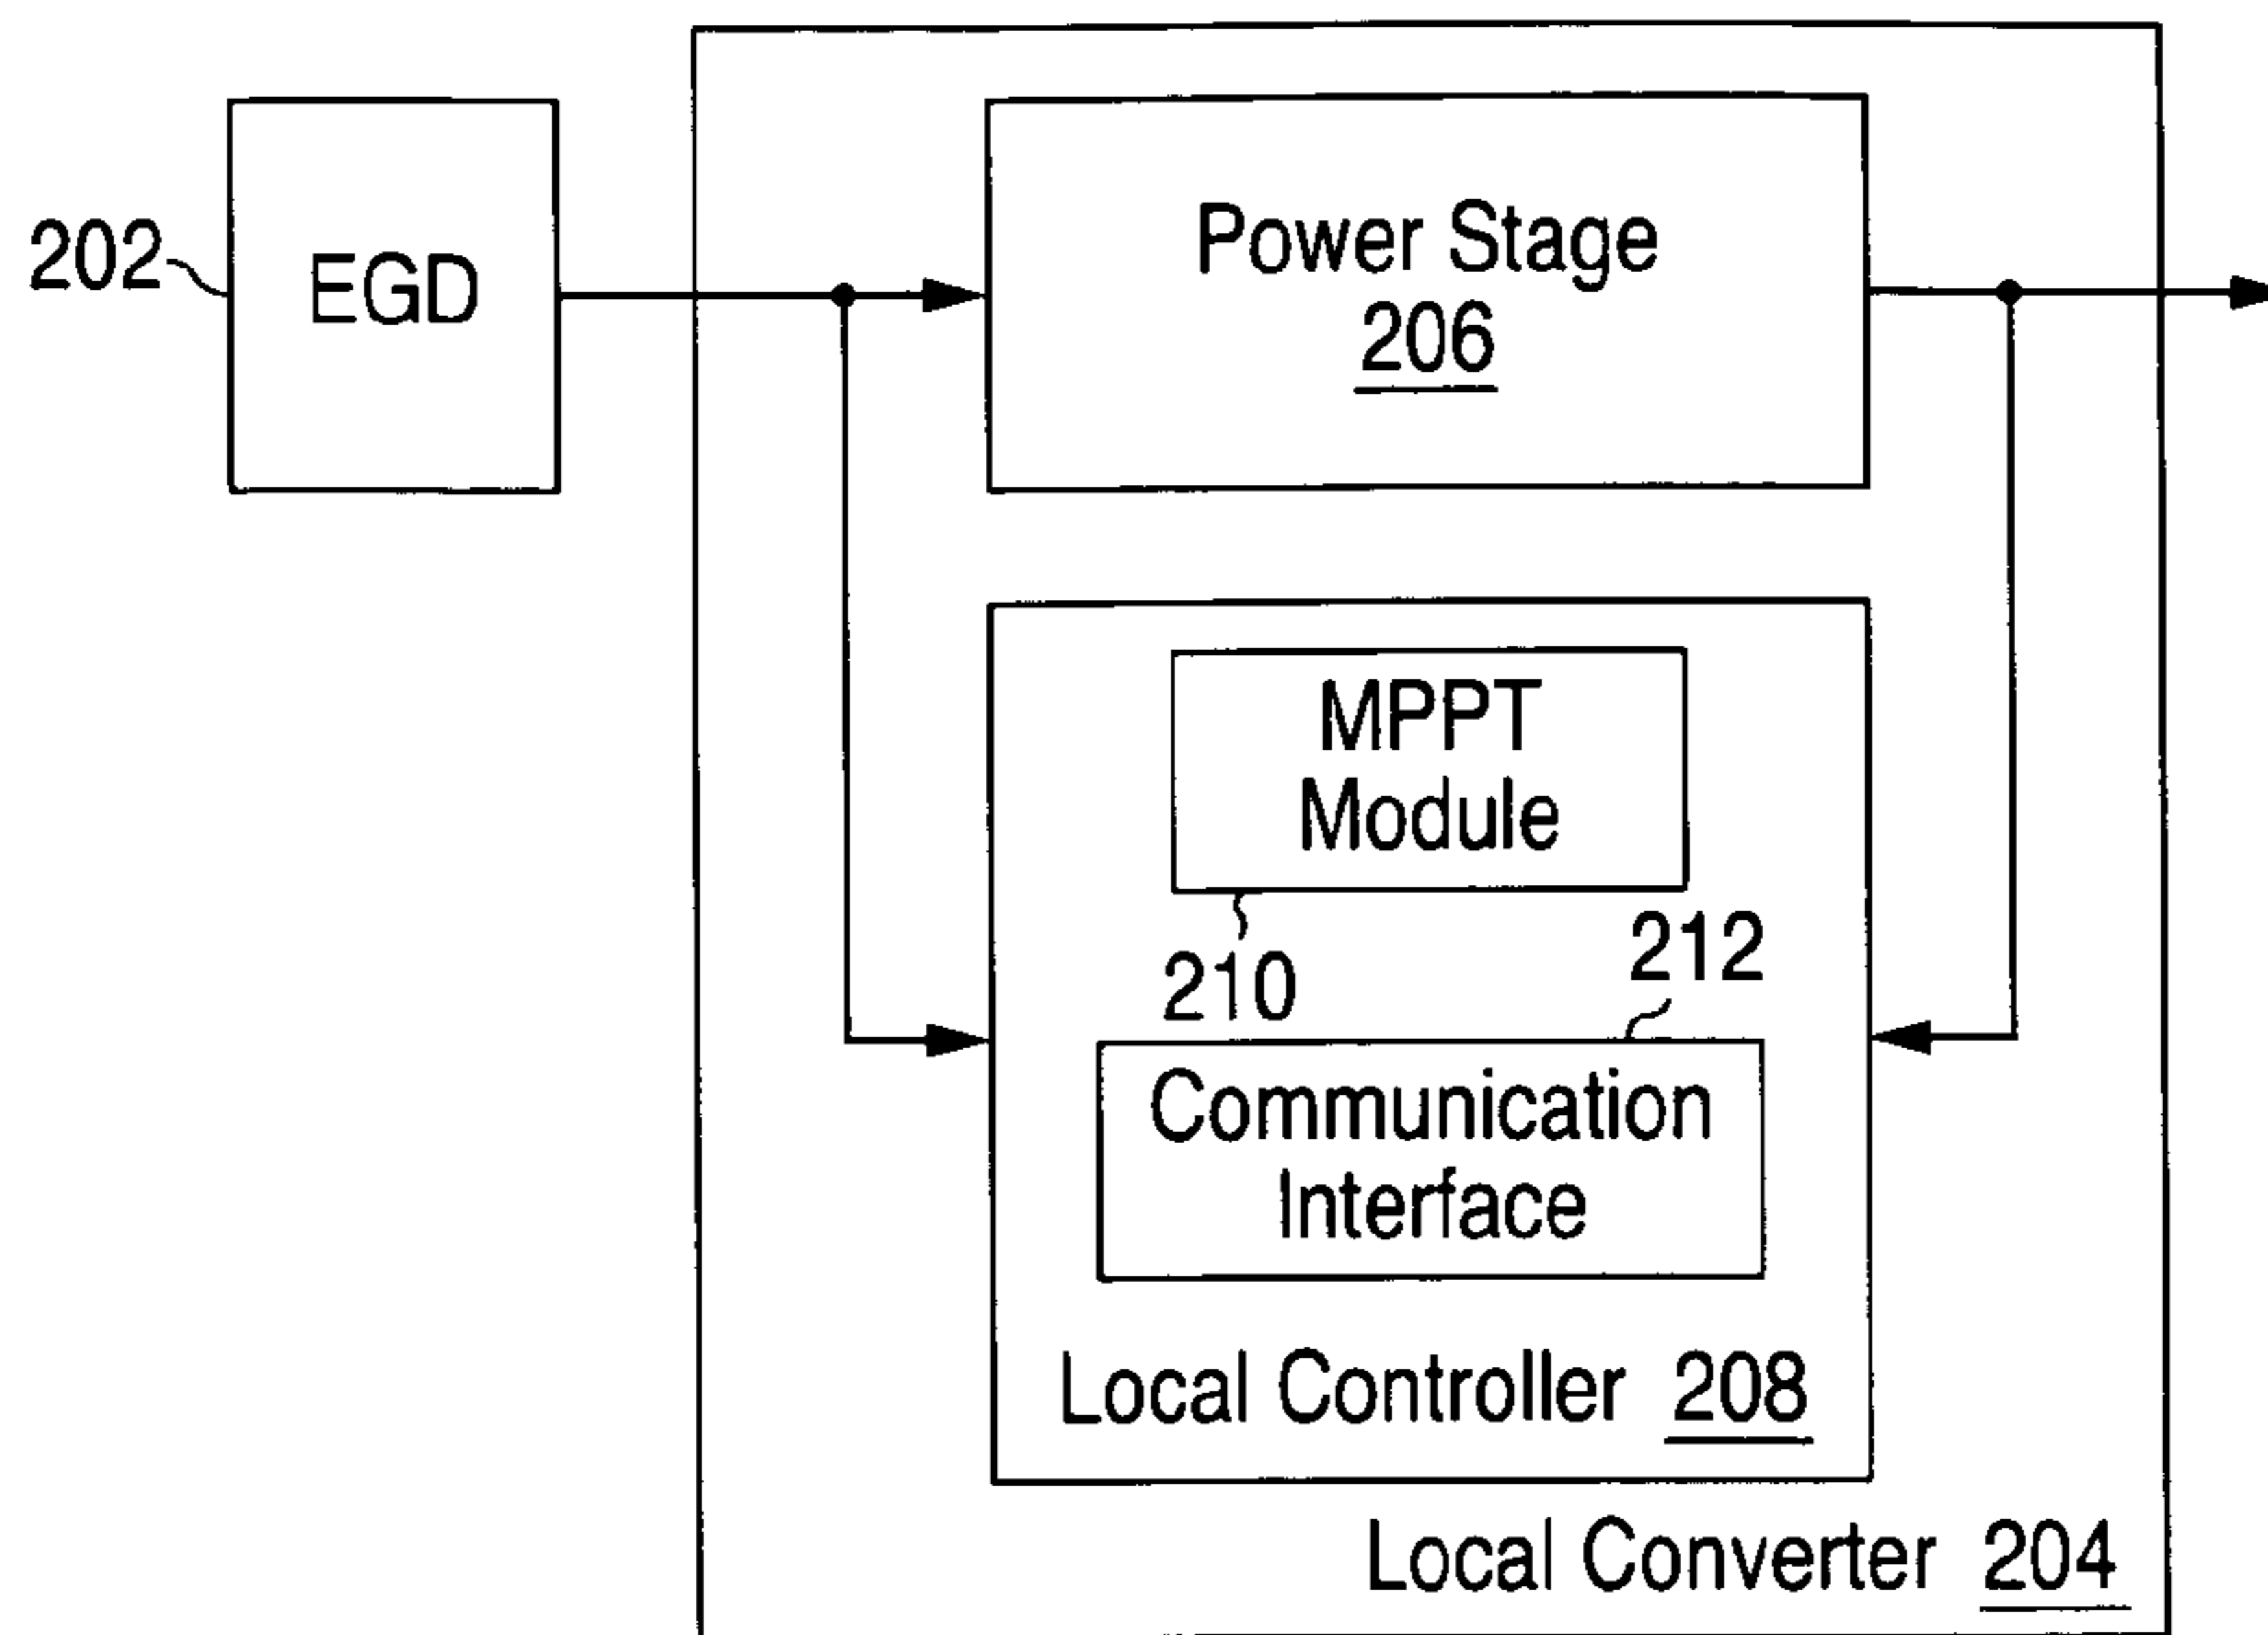 202
EGD
Power Stage
206
MPPT
Module
210
212
Communication
Interface
Local Controller 208
Local Converter 204